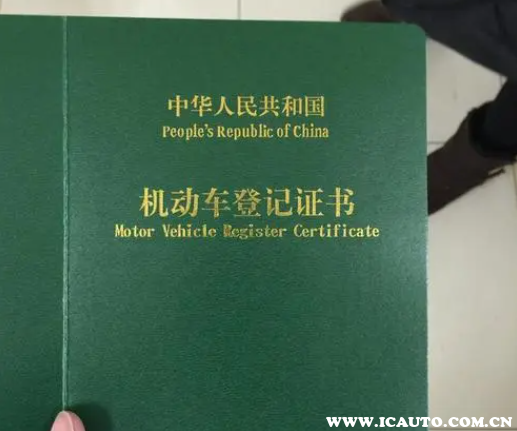 中华人民共和国
People's Republic of China
机动车登记证书
Motor Vehicle Register Certificate
WWW.ICAUTO.COM.CN